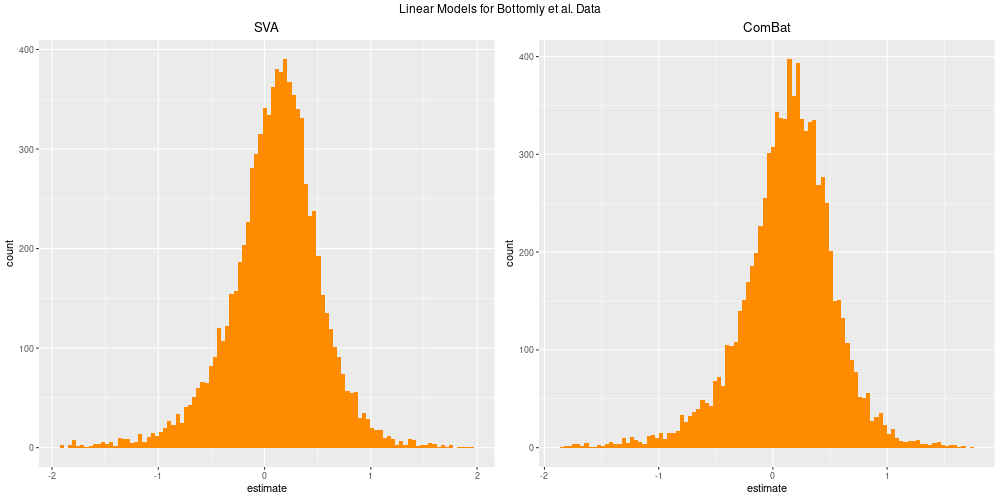 Linear Models for Bottomly et al. Data
SVA
count
400
300
200
100
0
-2 -1 0 1 2
estimate
ComBat
count
400
300
200
100
0
-2 -1 0 1
estimate